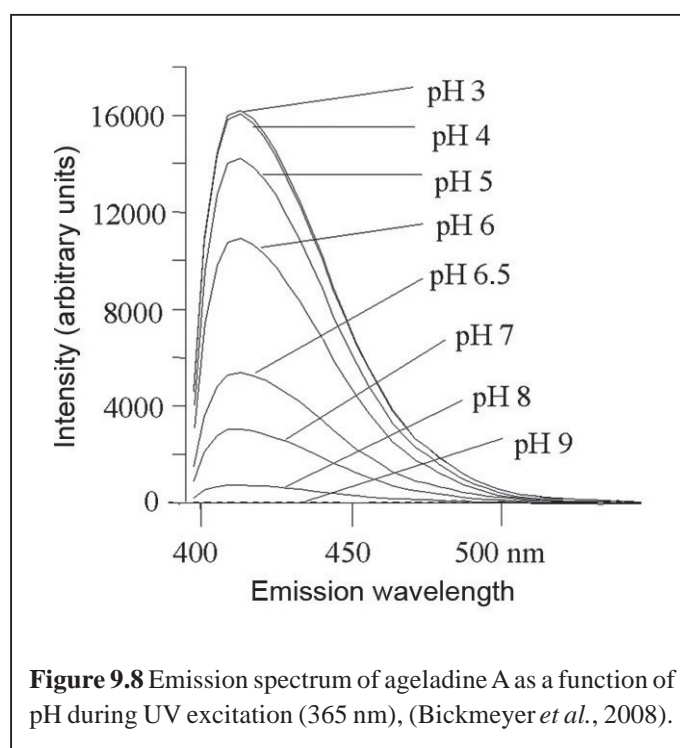 pH 3
16000
pH 4
pH 5
12000
pH 6
pH 6.5
8000
pH 7
4000
pH 8
pH 9
0
400 450 500 nm
Intensity (arbitrary units)
Emission wavelength
Figure 9.8 Emission spectrum of ageladine A as a function of
pH during UV excitation (365 nm), (Bickmeyer et al., 2008).